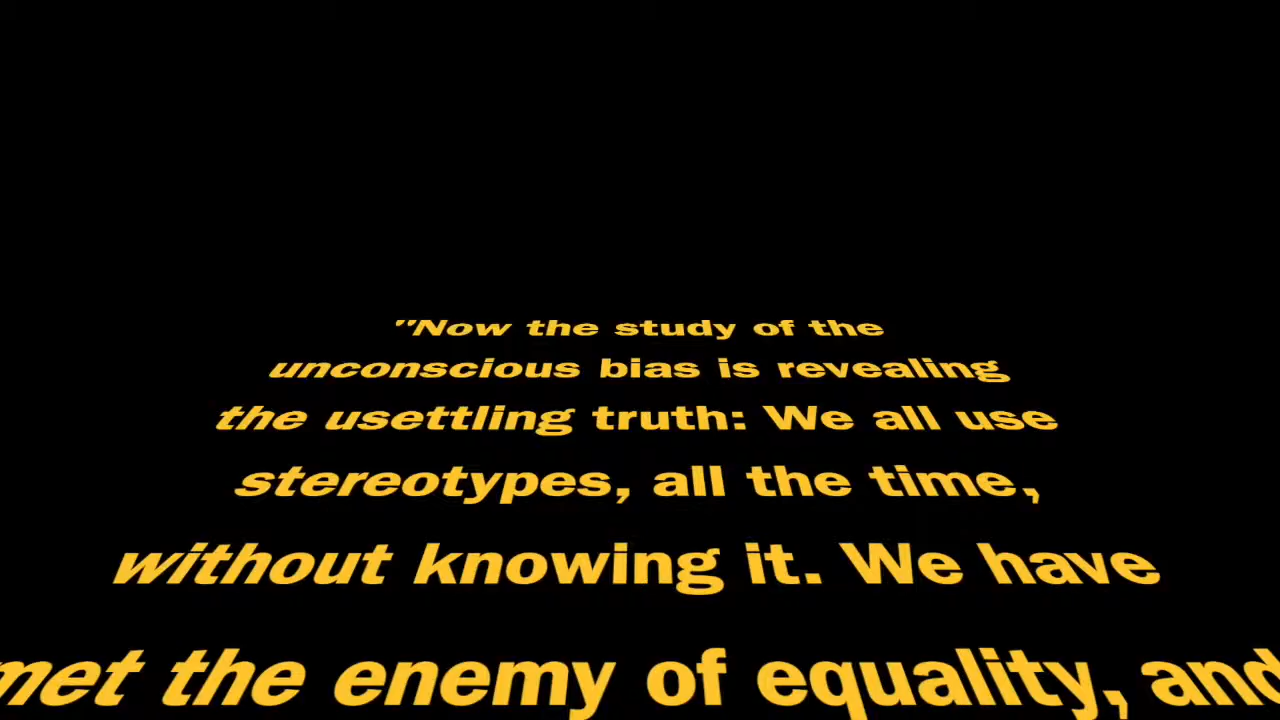 "Now the study of the
unconscious bias is revealing
the usettling truth: We all use
stereotypes, all the time,
without knowing it. We have
met the enemy of equality, and